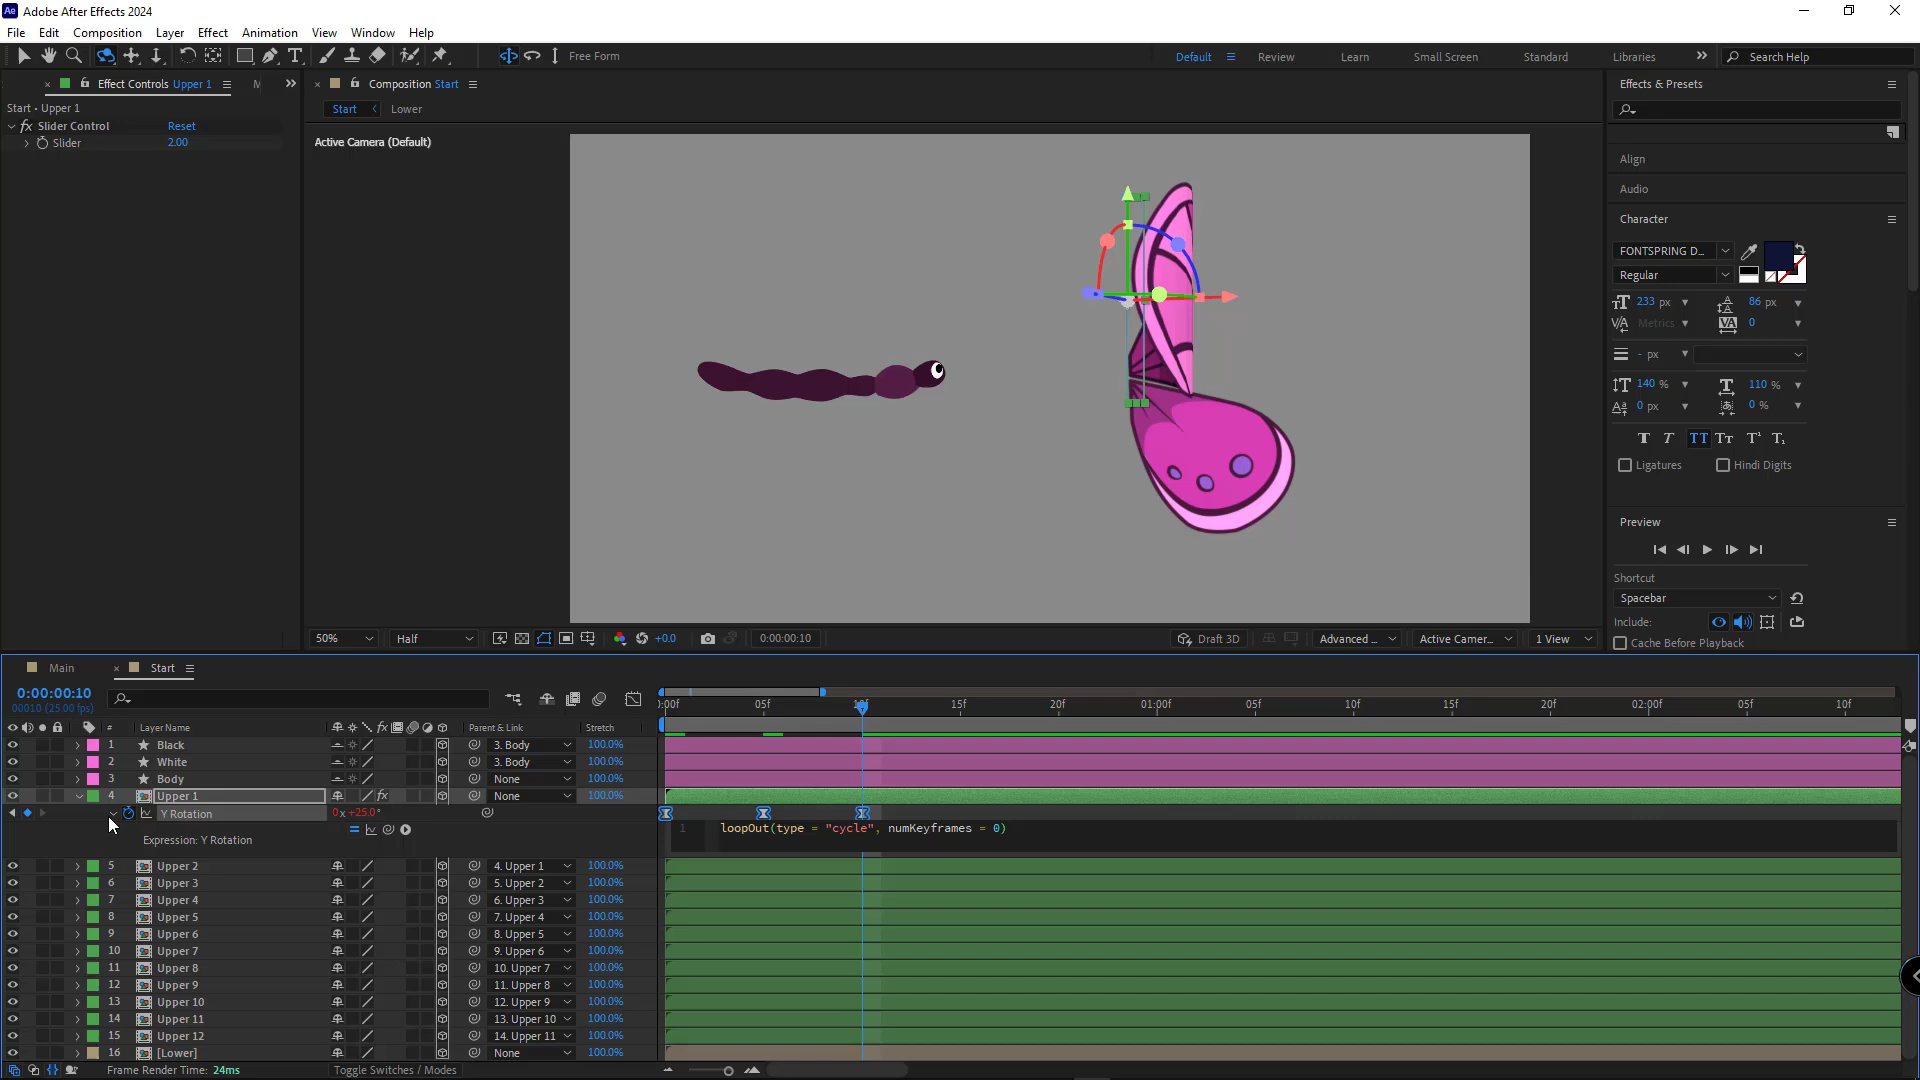 Adobe After Effects 2024
File Edit Composition Layer Effect Animation View Window Help
Free Form
Default Review Learn Small Screen Standard Libraries Search Help
Effect Controls Upper 1
Start • Upper 1
fx Slider Control Reset
Slider 2.00
Composition Start
Start Lower
Active Camera (Default)
50% Half +0.0 0:00:00:10 Draft 3D Advanced ... Active Camer... 1 View
Effects & Presets
Align
Audio
Character
FONTSPRING D...
Regular
233 px 86 px
Metrics 0
- px
140 % 110 %
0 px 0 %
T T TT Tt T¹ T₁
Ligatures Hindi Digits
Preview
Shortcut
Spacebar
Include:
Cache Before Playback
Main Start
0:00:00:10
00010 (25.00 fps)
:00f 05f 10f 15f 20f 01:00f 05f 10f 15f 20f 02:00f 05f 10f
# Layer Name fx Parent & Link Stretch
1 Black 3. Body 100.0%
2 White 3. Body 100.0%
3 Body None 100.0%
4 Upper 1 fx None 100.0%
Y Rotation 0x+25.0°
1 loopOut(type = "cycle", numKeyframes = 0)
Expression: Y Rotation
5 Upper 2 4. Upper 1 100.0%
6 Upper 3 5. Upper 2 100.0%
7 Upper 4 6. Upper 3 100.0%
8 Upper 5 7. Upper 4 100.0%
9 Upper 6 8. Upper 5 100.0%
10 Upper 7 9. Upper 6 100.0%
11 Upper 8 10. Upper 7 100.0%
12 Upper 9 11. Upper 8 100.0%
13 Upper 10 12. Upper 9 100.0%
14 Upper 11 13. Upper 10 100.0%
15 Upper 12 14. Upper 11 100.0%
16 [Lower] None 100.0%
Frame Render Time: 24ms Toggle Switches / Modes